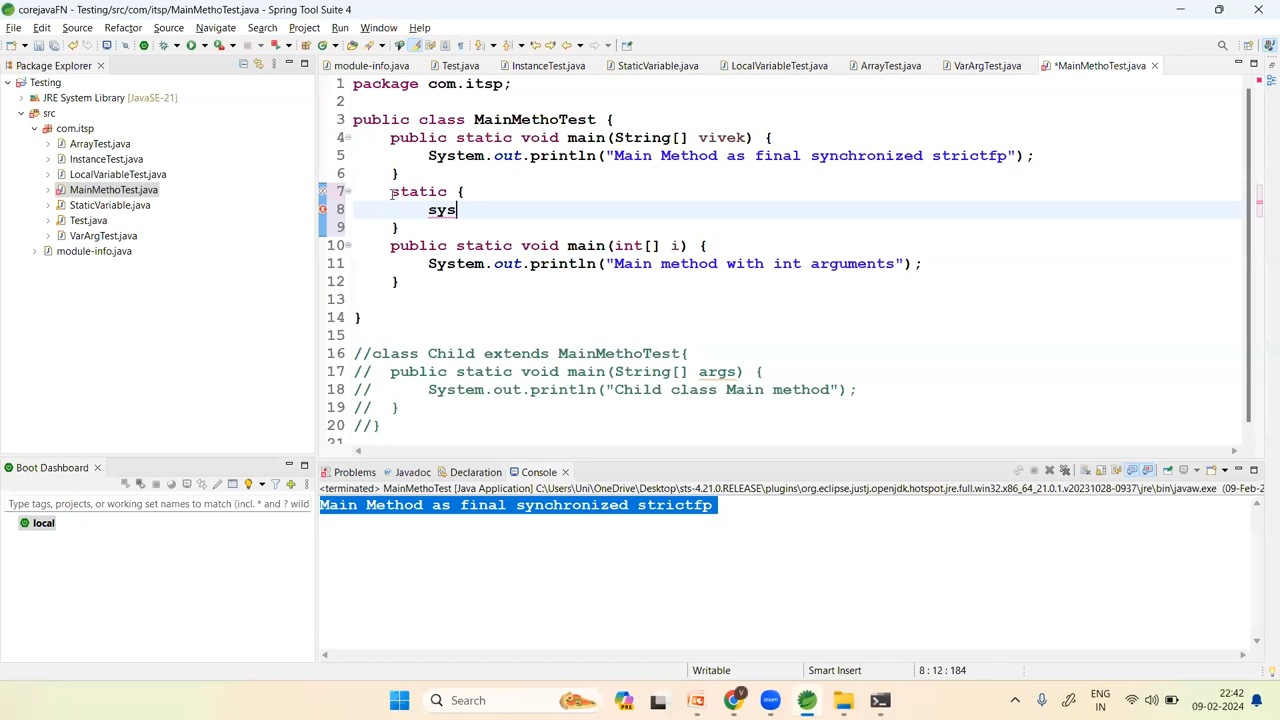 corejavaFN - Testing/src/com/itsp/MainMethoTest.java - Spring Tool Suite 4
File Edit Source Refactor Source Navigate Search Project Run Window Help
Package Explorer
module-info.java Test.java InstanceTest.java StaticVariable.java LocalVariableTest.java ArrayTest.java VarArgTest.java *MainMethoTest.java
Testing
JRE System Library [JavaSE-21]
src
com.itsp
ArrayTest.java
InstanceTest.java
LocalVariableTest.java
MainMethoTest.java
StaticVariable.java
Test.java
VarArgTest.java
module-info.java
1 package com.itsp;
2
3 public class MainMethoTest {
4 public static void main(String[] vivek) {
5 System.out.println("Main Method as final synchronized strictfp");
6 }
7 static {
8 sys
9 }
10 public static void main(int[] i) {
11 System.out.println("Main method with int arguments");
12 }
13
14 }
15
16 //class Child extends MainMethoTest{
17 // public static void main(String[] args) {
18 // System.out.println("Child class Main method");
19 // }
20 //}
21
Boot Dashboard
Type tags, projects, or working set names to match (incl. * and ? wild
local
Problems Javadoc Declaration Console
<terminated> MainMethoTest [Java Application] C:\Users\Uni\OneDrive\Desktop\sts-4.21.0.RELEASE\plugins\org.eclipse.justj.openjdk.hotspot.jre.full.win32.x86_64_21.0.1.v20231028-0937\jre\bin\javaw.exe (09-Feb-2
Main Method as final synchronized strictfp
Writable Smart Insert 8 : 12 : 184
Search
ENG
IN
22:42
09-02-2024